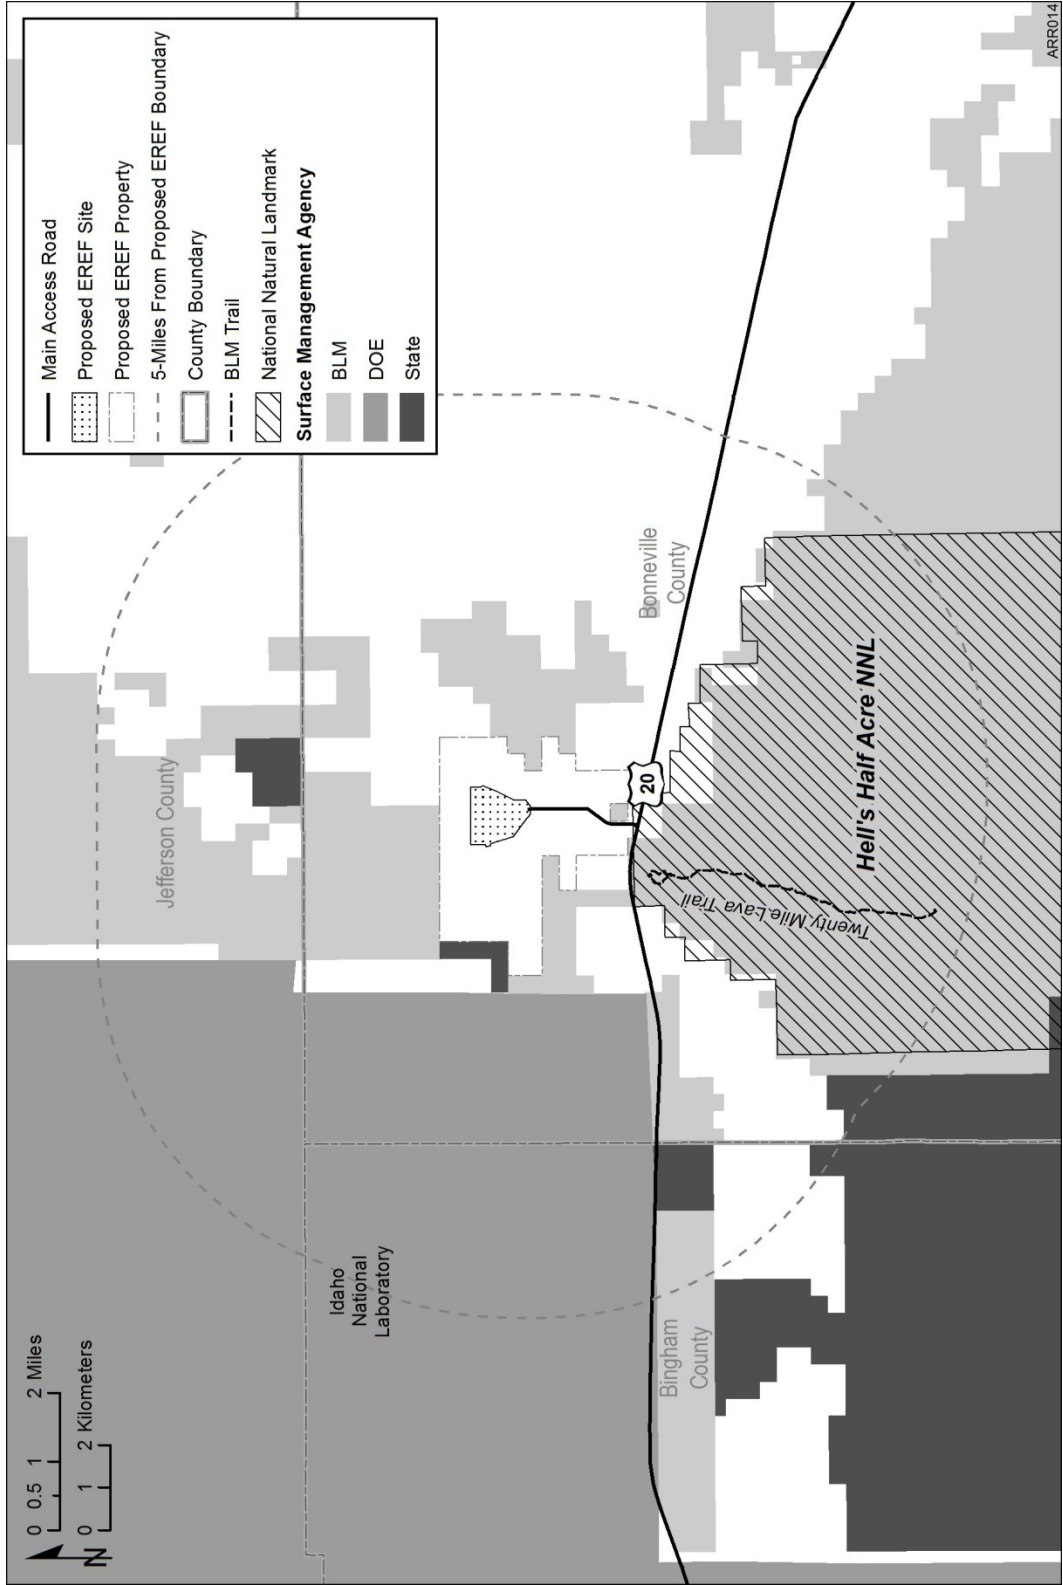 0 0.5 1 2 Miles
0 1 2 Kilometers
N
Main Access Road
Proposed EREF Site
Proposed EREF Property
5-Miles From Proposed EREF Boundary
County Boundary
BLM Trail
National Natural Landmark
Surface Management Agency
BLM
DOE
State
Jefferson County
Idaho
National
Laboratory
Bonneville
County
20
Bingham
County
Twenty Mile Lava Trail
Hell's Half Acre NNL
ARR014